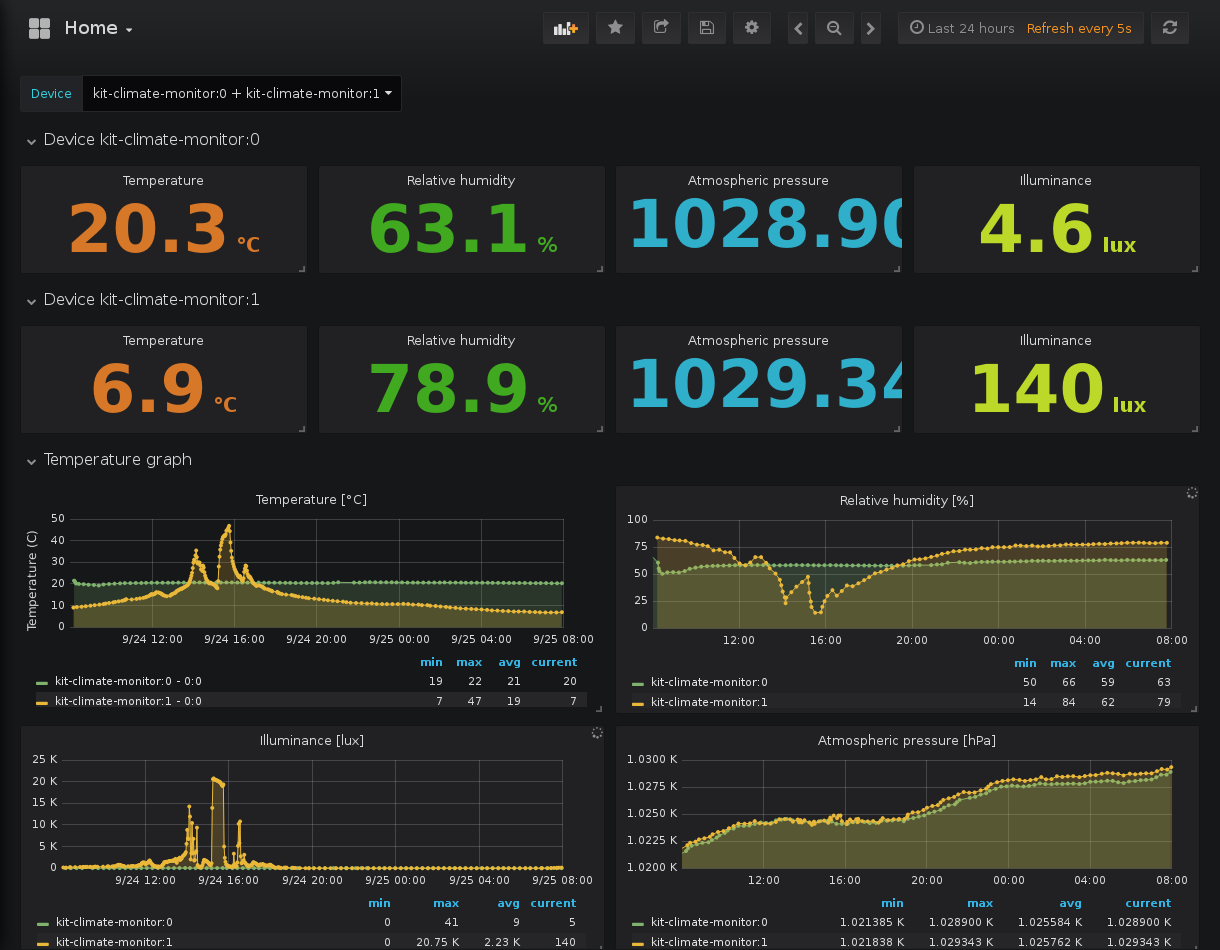 Home
Last 24 hours Refresh every 5s
Device kit-climate-monitor:0 + kit-climate-monitor:1
Device kit-climate-monitor:0
Temperature Relative humidity Atmospheric pressure Illuminance
20.3 °C 63.1 % 1028.90 4.6 lux
Device kit-climate-monitor:1
Temperature Relative humidity Atmospheric pressure Illuminance
6.9 °C 78.9 % 1029.34 140 lux
Temperature graph
Temperature [°C]
Temperature (C)
50
40
30
20
10
0
9/24 12:00 9/24 16:00 9/24 20:00 9/25 00:00 9/25 04:00 9/25 08:00
min max avg current
kit-climate-monitor:0 - 0:0 19 22 21 20
kit-climate-monitor:1 - 0:0 7 47 19 7
Relative humidity [%]
100
75
50
25
0
12:00 16:00 20:00 00:00 04:00 08:00
min max avg current
kit-climate-monitor:0 50 66 59 63
kit-climate-monitor:1 14 84 62 79
Illuminance [lux]
25 K
20 K
15 K
10 K
5 K
0
9/24 12:00 9/24 16:00 9/24 20:00 9/25 00:00 9/25 04:00 9/25 08:00
min max avg current
kit-climate-monitor:0 0 41 9 5
kit-climate-monitor:1 0 20.75 K 2.23 K 140
Atmospheric pressure [hPa]
1.0300 K
1.0275 K
1.0250 K
1.0225 K
1.0200 K
12:00 16:00 20:00 00:00 04:00 08:00
min max avg current
kit-climate-monitor:0 1.021385 K 1.028900 K 1.025584 K 1.028900 K
kit-climate-monitor:1 1.021838 K 1.029343 K 1.025762 K 1.029343 K